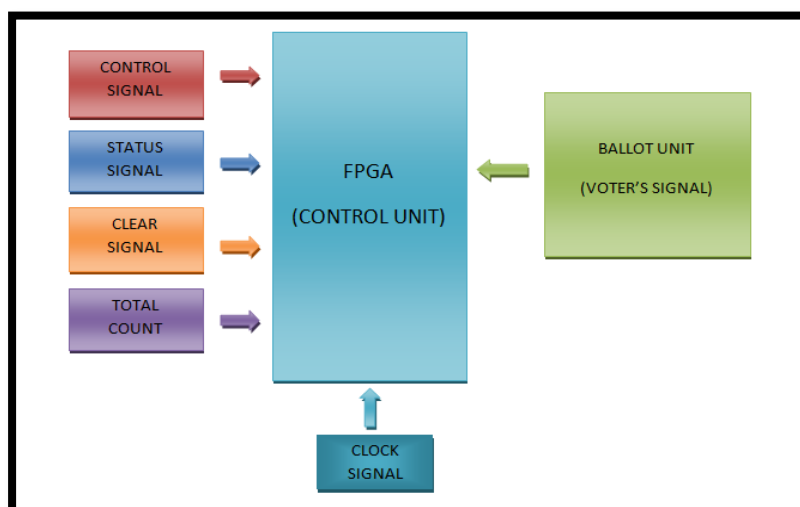 CONTROL
SIGNAL
STATUS
SIGNAL
CLEAR
SIGNAL
TOTAL
COUNT
FPGA
(CONTROL UNIT)
BALLOT UNIT
(VOTER’S SIGNAL)
CLOCK
SIGNAL